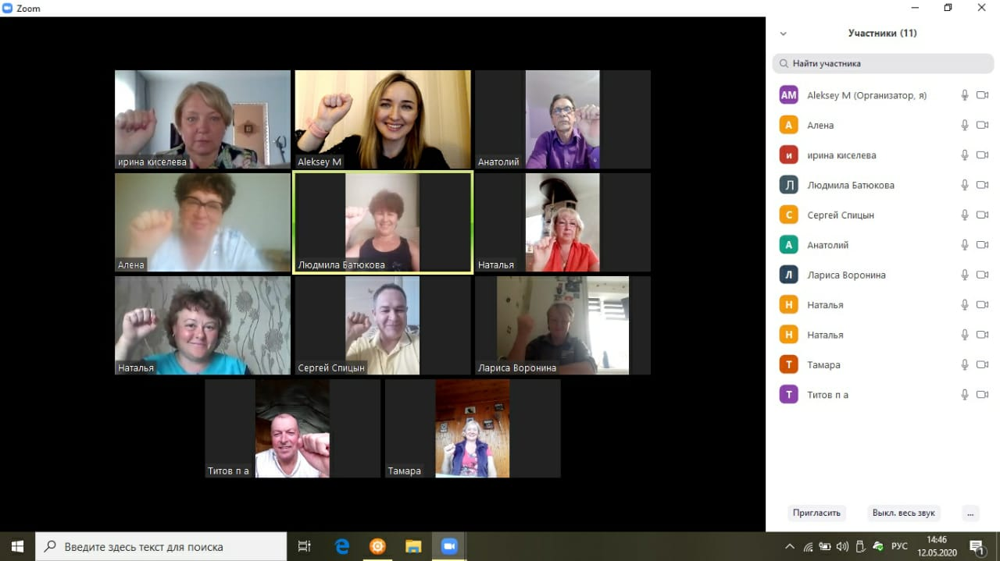 Zoom
Участники (11)
Найти участника
AM Aleksey M (Организатор, я)
А Алена
и ирина киселева
Л Людмила Батюкова
С Сергей Спицын
А Анатолий
Л Лариса Воронина
Н Наталья
Н Наталья
Т Тамара
Т Титов п а
ирина киселева
Aleksey M
Анатолий
Алена
Людмила Батюкова
Наталья
Наталья
Сергей Спицын
Лариса Воронина
Титов п а
Тамара
Пригласить
Выкл. весь звук
...
Введите здесь текст для поиска
РУС
14:46
12.05.2020
1